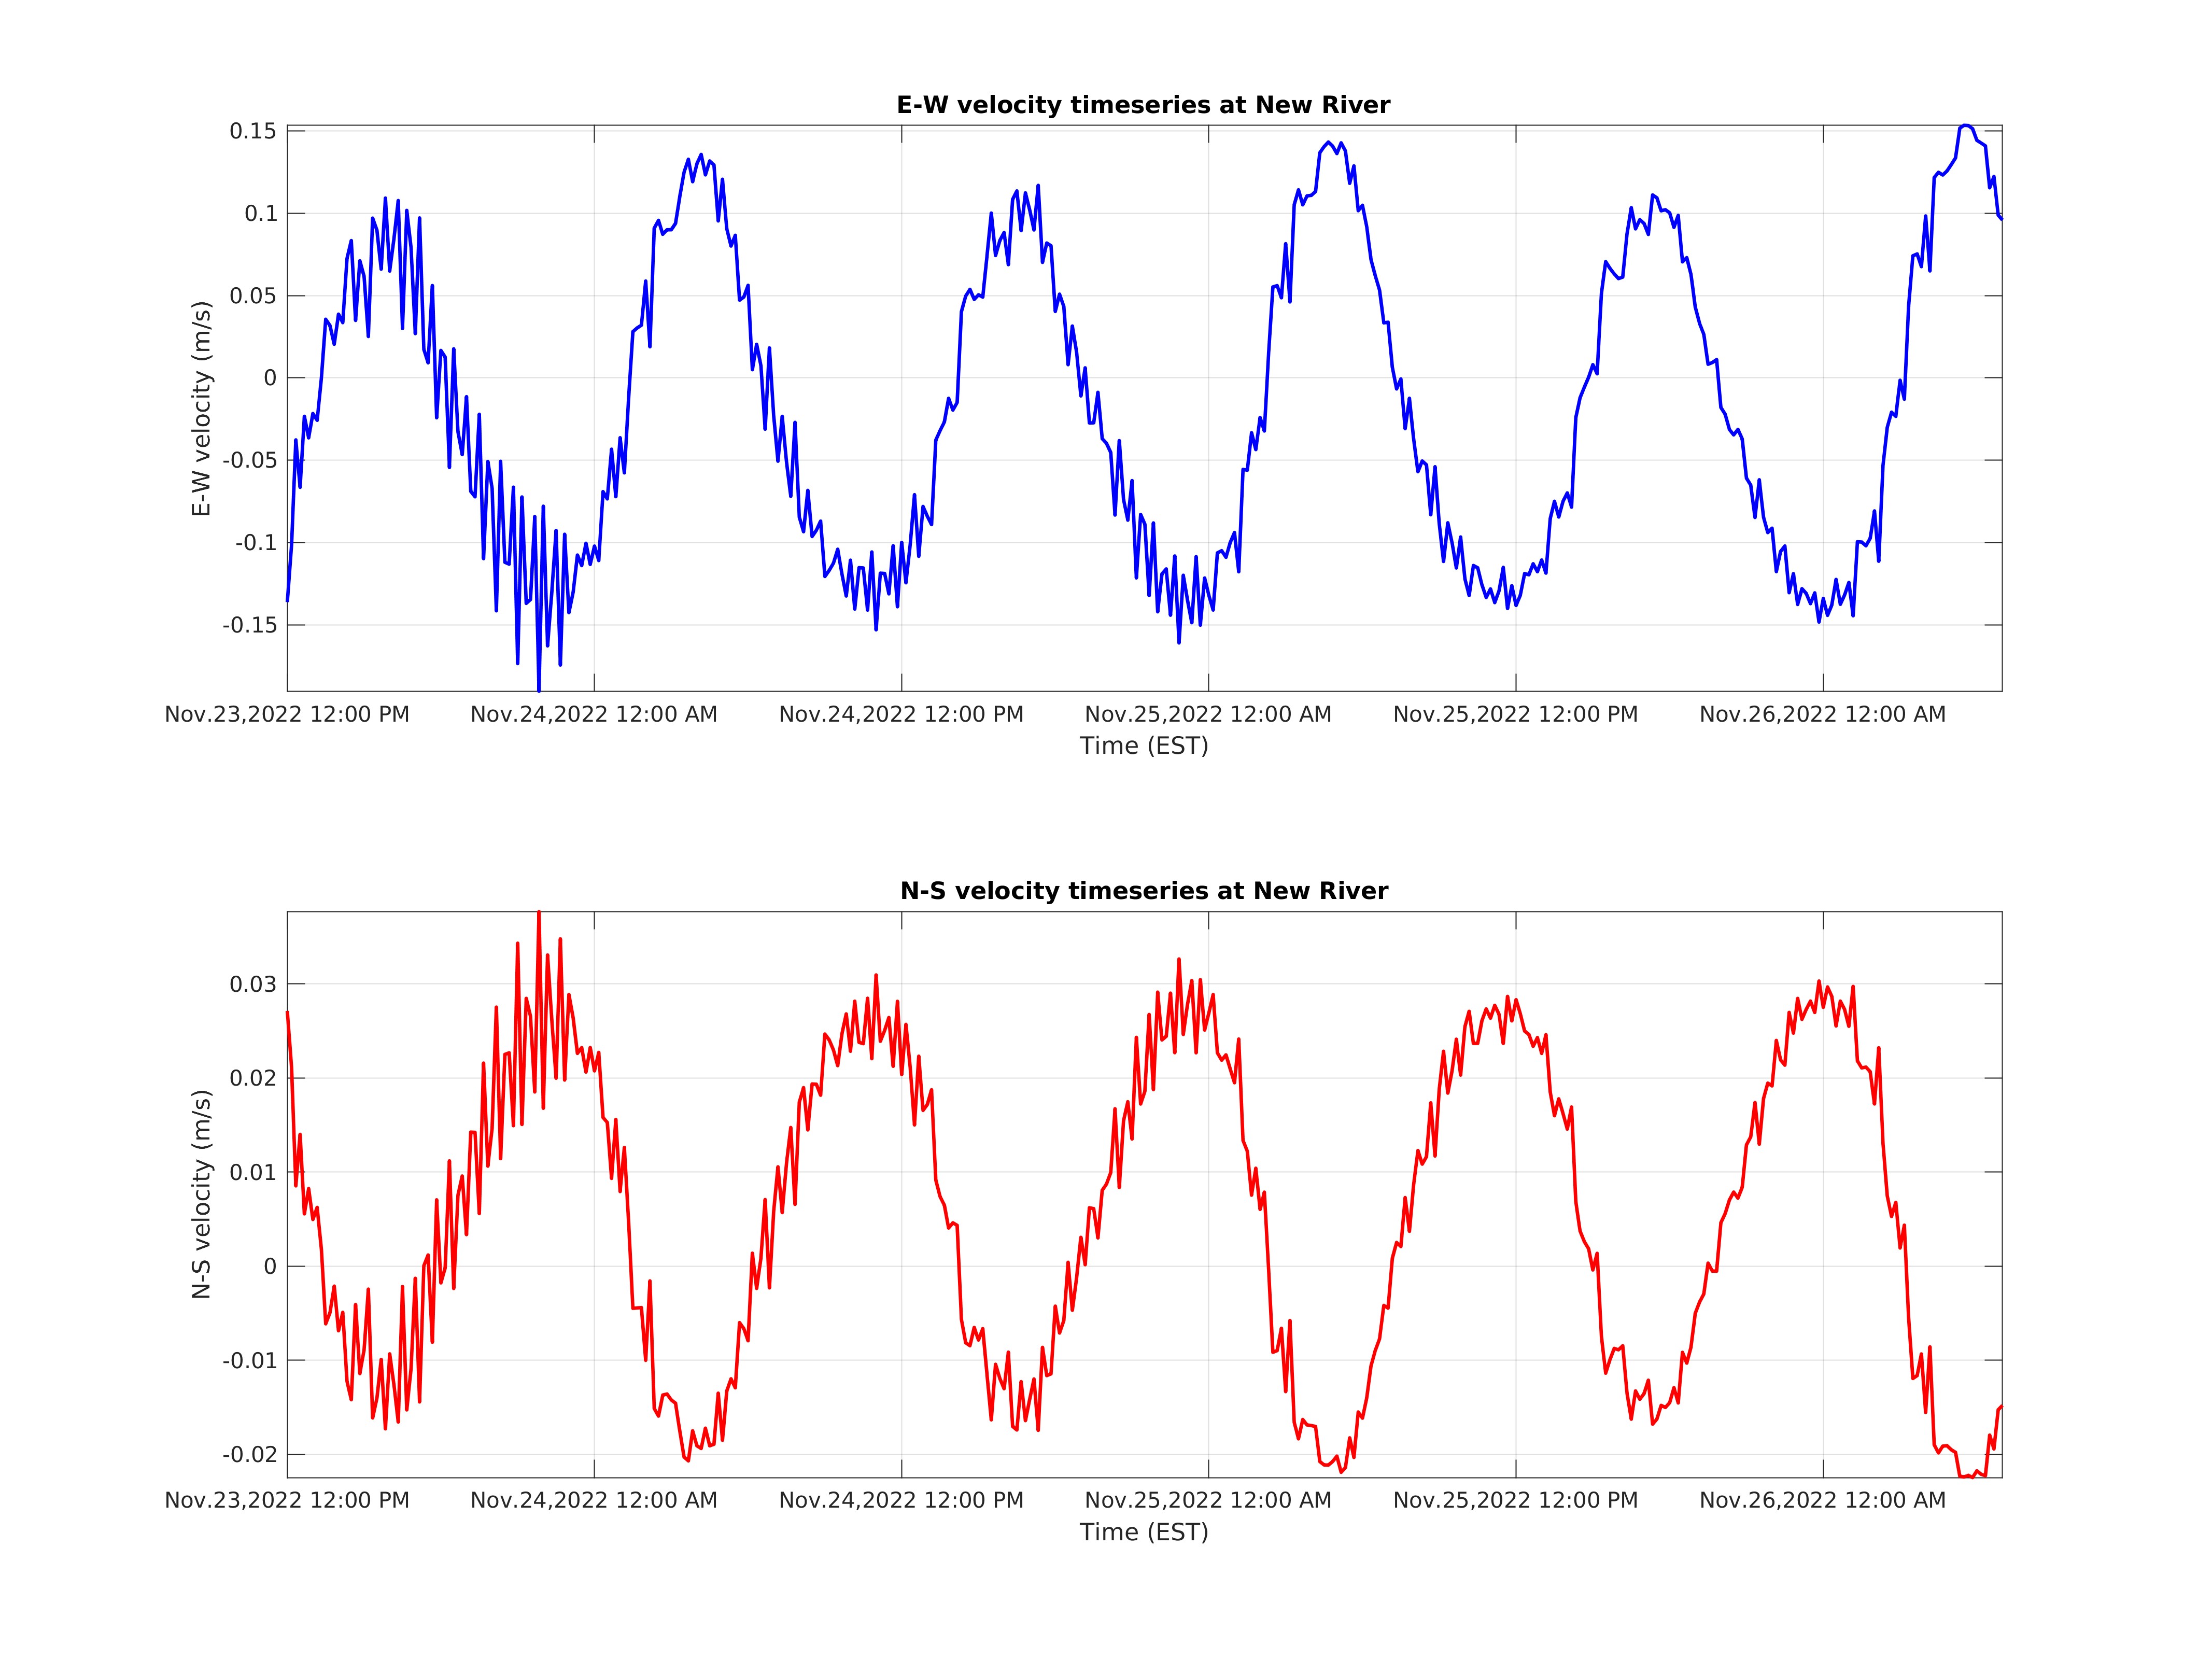 E-W velocity timeseries at New River
0.15
0.1
0.05
0
-0.05
-0.1
-0.15
E-W velocity (m/s)
Nov.23,2022 12:00 PM Nov.24,2022 12:00 AM Nov.24,2022 12:00 PM Nov.25,2022 12:00 AM Nov.25,2022 12:00 PM Nov.26,2022 12:00 AM
Time (EST)
N-S velocity timeseries at New River
0.03
0.02
0.01
0
-0.01
-0.02
N-S velocity (m/s)
Nov.23,2022 12:00 PM Nov.24,2022 12:00 AM Nov.24,2022 12:00 PM Nov.25,2022 12:00 AM Nov.25,2022 12:00 PM Nov.26,2022 12:00 AM
Time (EST)